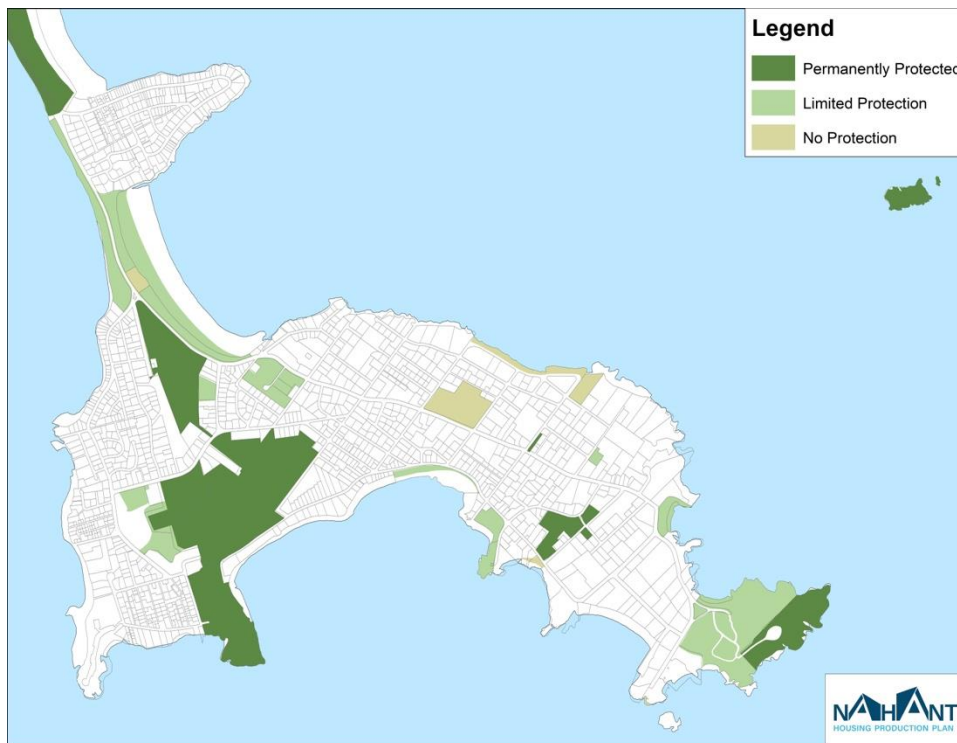 Legend
Permanently Protected
Limited Protection
No Protection
NAHANT
HOUSING PRODUCTION PLAN